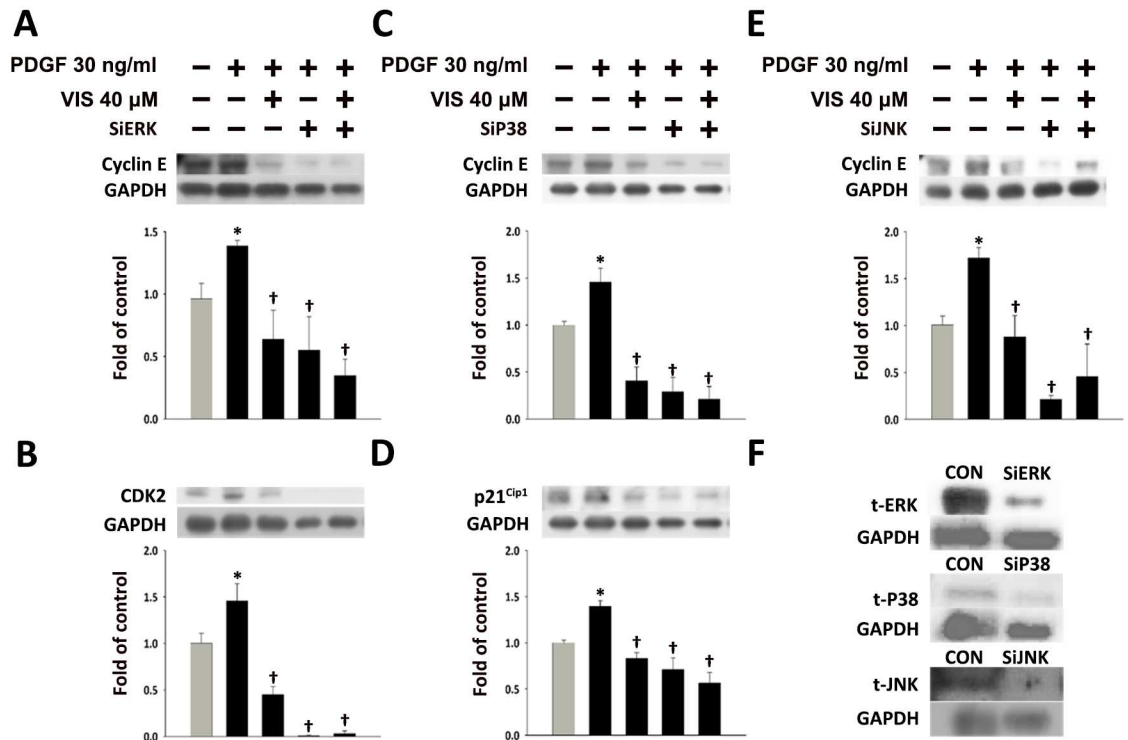 A
PDGF 30 ng/ml − + + + +
VIS 40 µM − − + − +
SiERK − − − + +
Cyclin E
GAPDH
Fold of control
1.5
1.0
0.5
0.0
* † † †
B
CDK2
GAPDH
Fold of control
2.0
1.5
1.0
0.5
0.0
* † † †
C
PDGF 30 ng/ml − + + + +
VIS 40 µM − − + − +
SiP38 − − − + +
Cyclin E
GAPDH
Fold of control
2.0
1.5
1.0
0.5
0.0
* † † †
D
p21Cip1
GAPDH
Fold of control
2.0
1.5
1.0
0.5
0.0
* † † †
E
PDGF 30 ng/ml − + + + +
VIS 40 µM − − + − +
SiJNK − − − + +
Cyclin E
GAPDH
Fold of control
2.0
1.5
1.0
0.5
0.0
* † † †
F
CON SiERK
t-ERK
GAPDH
CON SiP38
t-P38
GAPDH
CON SiJNK
t-JNK
GAPDH